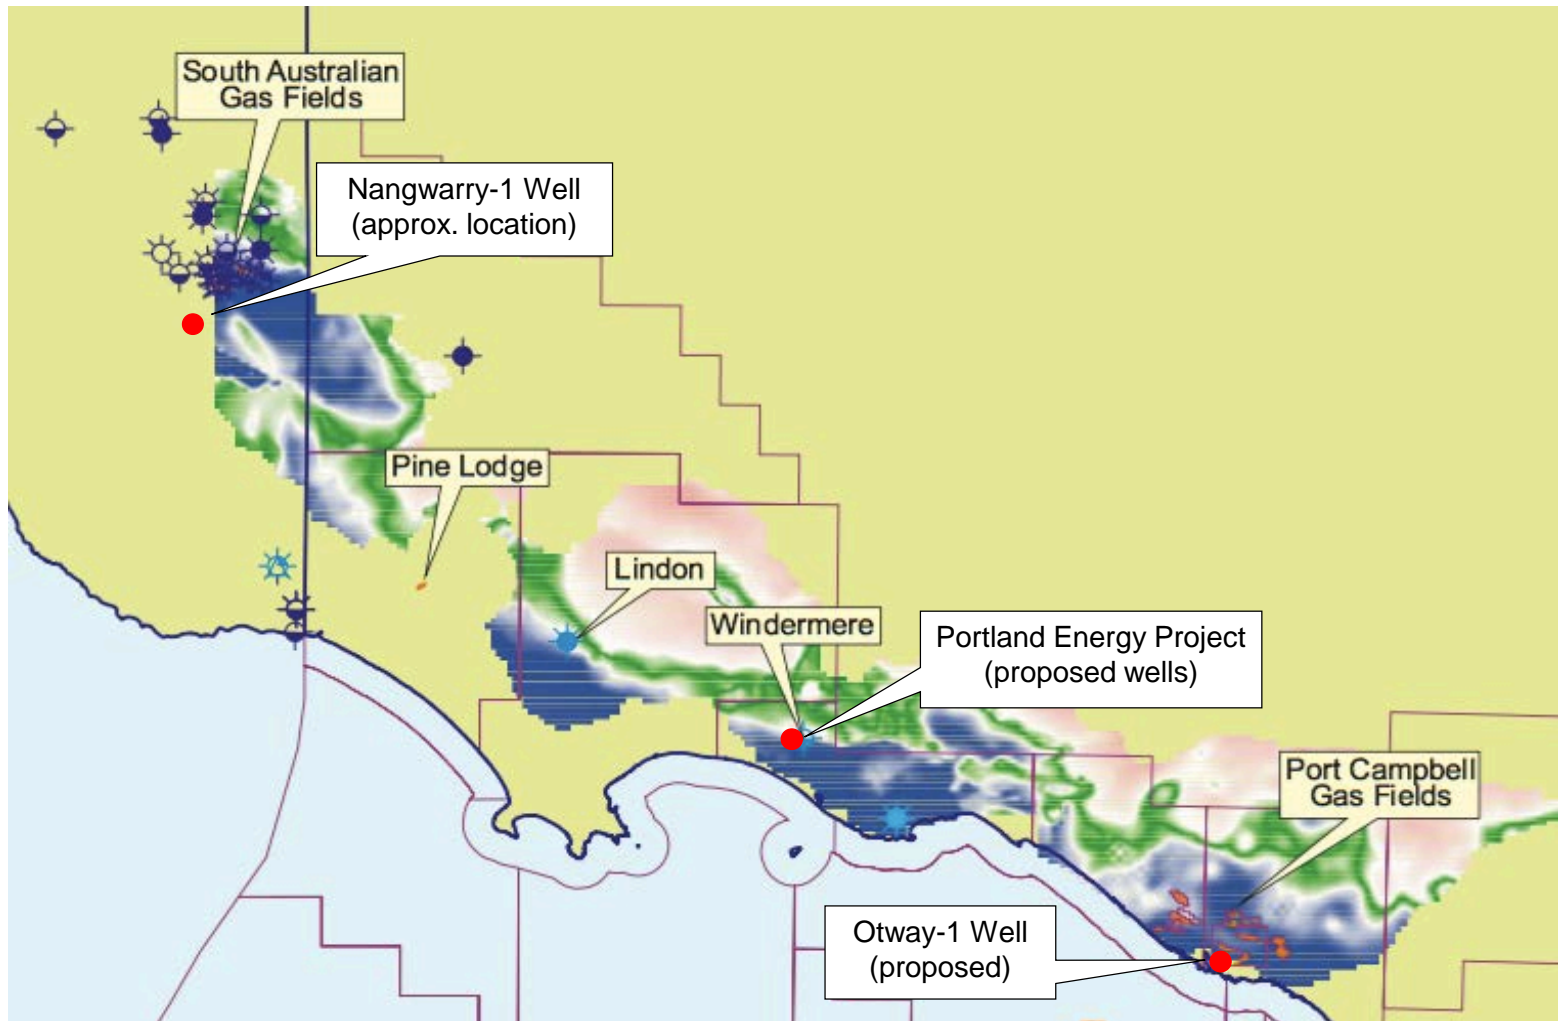 South Australian
Gas Fields
Nangwarry-1 Well
(approx. location)
Pine Lodge
Lindon
Windermere
Portland Energy Project
(proposed wells)
Port Campbell
Gas Fields
Otway-1 Well
(proposed)